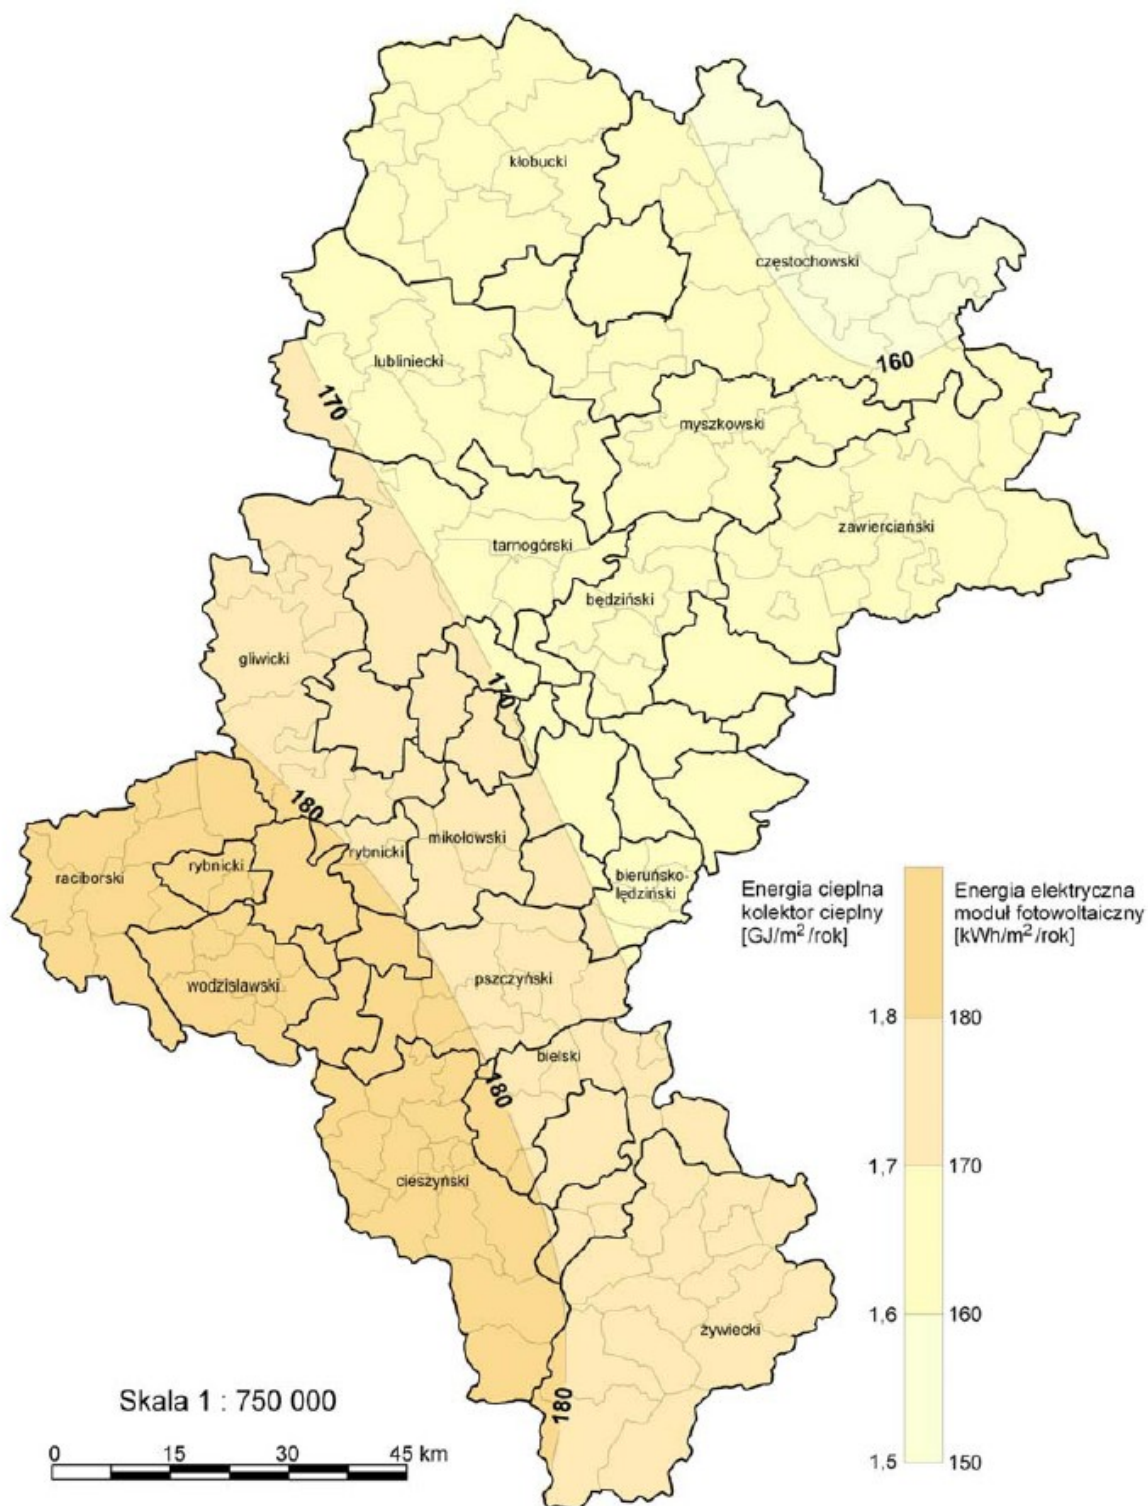 kłobucki
częstochowski
160
lubliniecki
170
myszkowski
zawierciański
tarnogórski
będziński
gliwicki
170
180
mikołowski
rybnicki
rybnicki
raciborski
bieruńsko-
lędziński
wodzisławski
pszczyński
bielski
180
cieszyński
żywiecki
180
Energia cieplna
kolektor cieplny
[GJ/m²/rok]
Energia elektryczna
moduł fotowoltaiczny
[kWh/m²/rok]
1,8 180
1,7 170
1,6 160
1,5 150
Skala 1 : 750 000
0 15 30 45 km